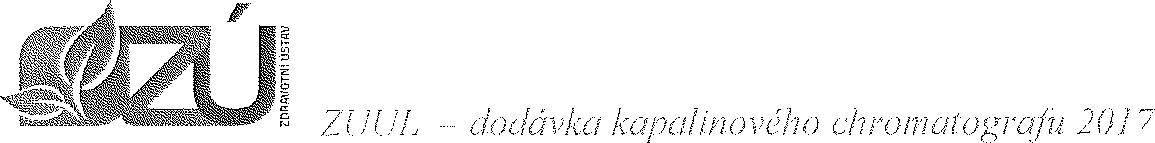 ZÚ
ZDRAVOTNÍ ÚSTAV
ZUUL – dodávka kapalinového chromatografu 2017